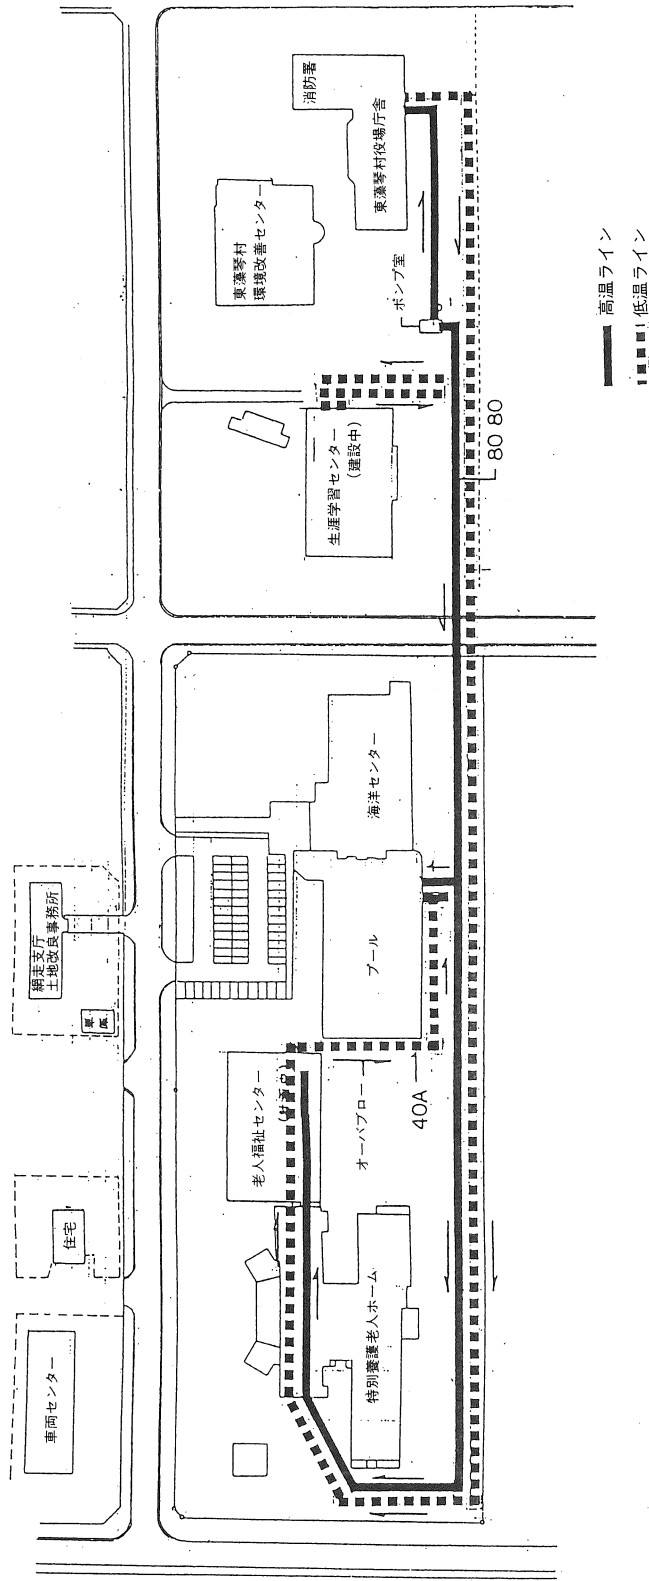 車両センター
住宅
網走支庁
土地改良事務所
車庫
特別養護老人ホーム
老人福祉センター
オーバブロー
40A
プール
海洋センター
生涯学習センター
(建設中)
80 80
東藻琴村
環境改善センター
ポンプ室
消防署
東藻琴村役場庁舎
高温ライン
低温ライン